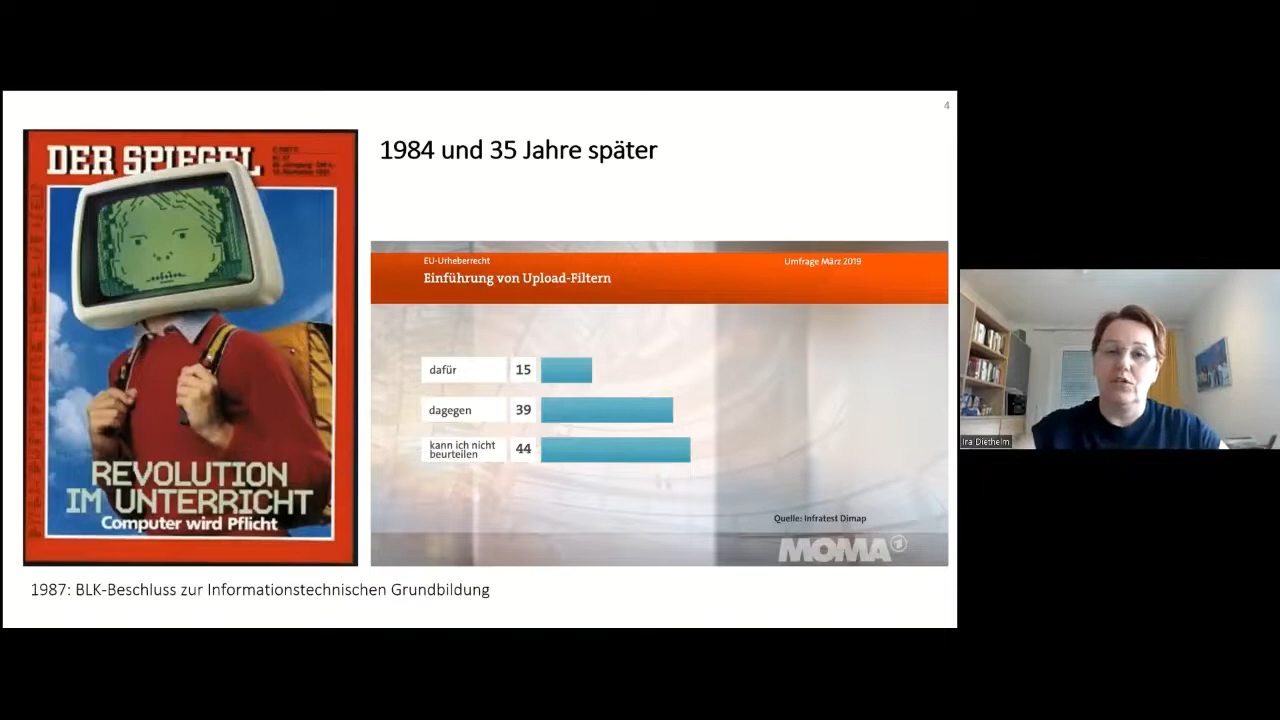 4
1984 und 35 Jahre später
DER SPIEGEL
REVOLUTION
IM UNTERRICHT
Computer wird Pflicht
EU-Urheberrecht
Umfrage März 2019
Einführung von Upload-Filtern
dafür 15
dagegen 39
kann ich nicht
beurteilen 44
Quelle: Infratest Dimap
MOMA
1987: BLK-Beschluss zur Informationstechnischen Grundbildung
Ira Diethelm